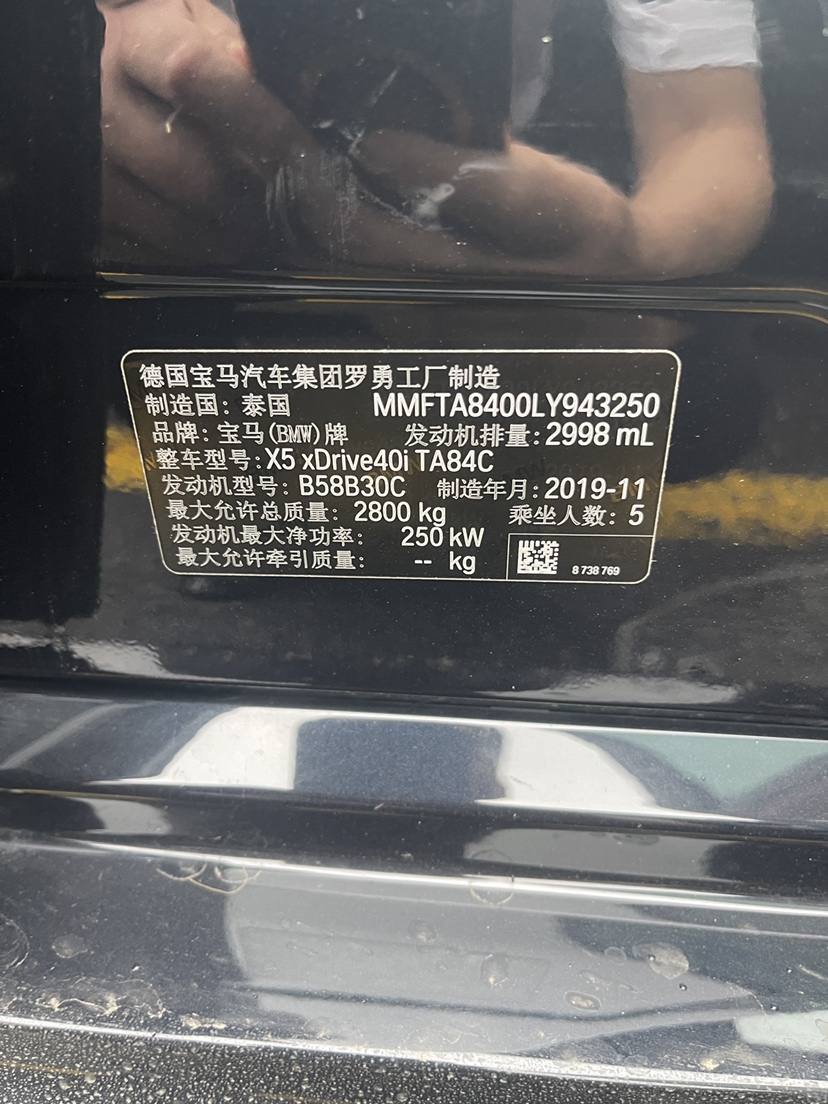 德国宝马汽车集团罗勇工厂制造
制造国：泰国 MMFTA8400LY943250
品牌：宝马(BMW)牌 发动机排量：2998 mL
整车型号：X5 xDrive40i TA84C
发动机型号：B58B30C 制造年月：2019-11
最大允许总质量：2800 kg 乘坐人数：5
发动机最大净功率：250 kW
最大允许牵引质量：-- kg
8 738 769